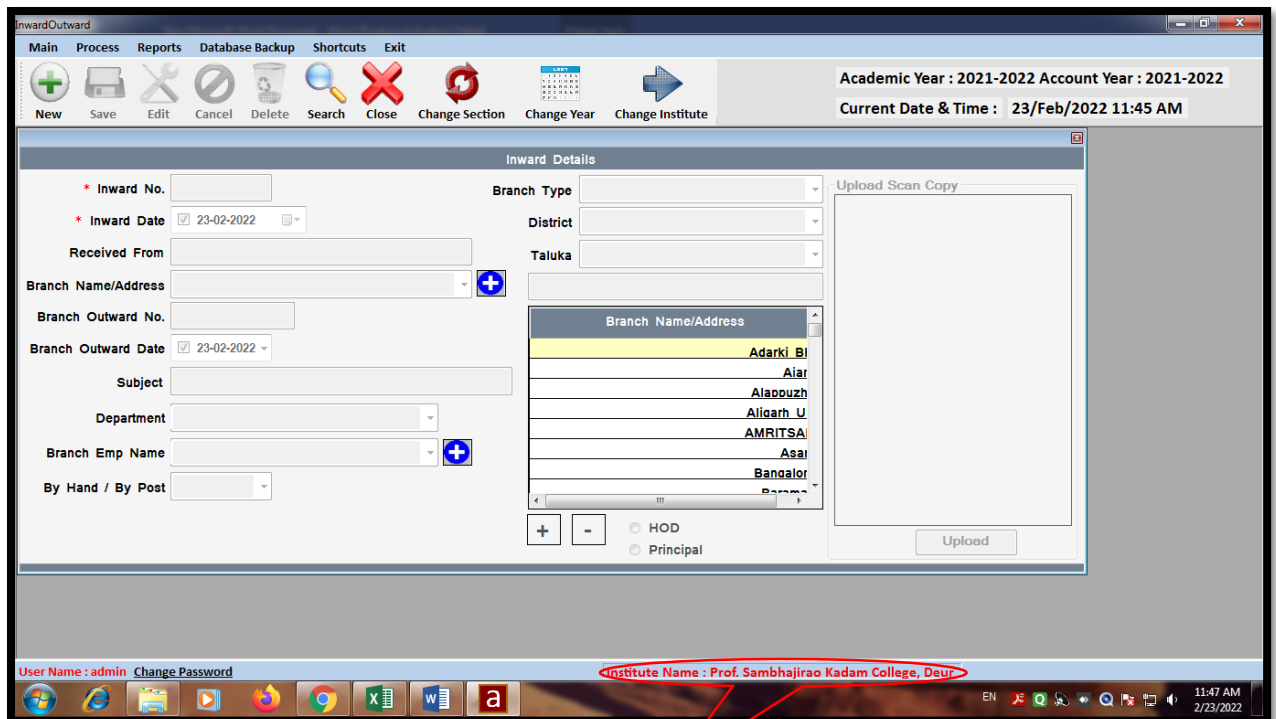 InwardOutward
Main Process Reports Database Backup Shortcuts Exit
New Save Edit Cancel Delete Search Close Change Section Change Year Change Institute
Academic Year : 2021-2022 Account Year : 2021-2022
Current Date & Time : 23/Feb/2022 11:45 AM
Inward Details
* Inward No.
* Inward Date 23-02-2022
Received From
Branch Name/Address
Branch Outward No.
Branch Outward Date 23-02-2022
Subject
Department
Branch Emp Name
By Hand / By Post
Branch Type
District
Taluka
Branch Name/Address
Adarki Bl
Aiar
Alappuzh
Aligarh U
AMRITSA
Asar
Bangalor
+ - HOD
Principal
Upload Scan Copy
Upload
User Name : admin Change Password
Institute Name : Prof. Sambhajirao Kadam College, Deur
EN
11:47 AM
2/23/2022